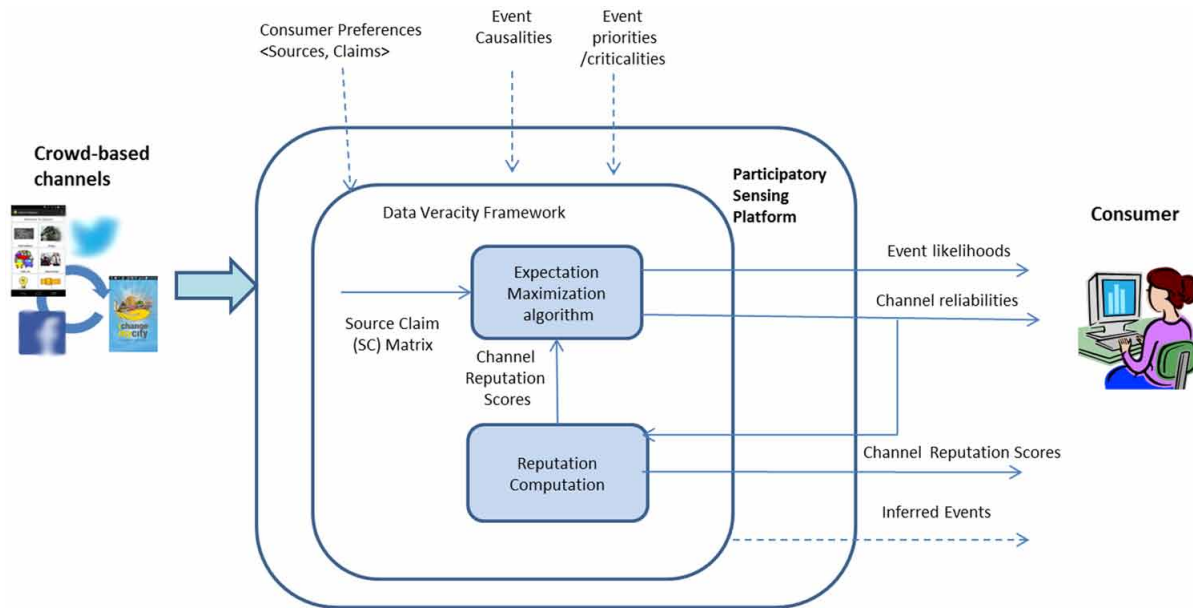 Consumer Preferences
<Sources, Claims>
Event
Causalities
Event
priorities
/criticalities
Crowd-based
channels
change
city
Participatory
Sensing
Platform
Data Veracity Framework
Expectation
Maximization
algorithm
Source Claim
(SC) Matrix
Channel
Reputation
Scores
Reputation
Computation
Event likelihoods
Channel reliabilities
Channel Reputation Scores
Inferred Events
Consumer